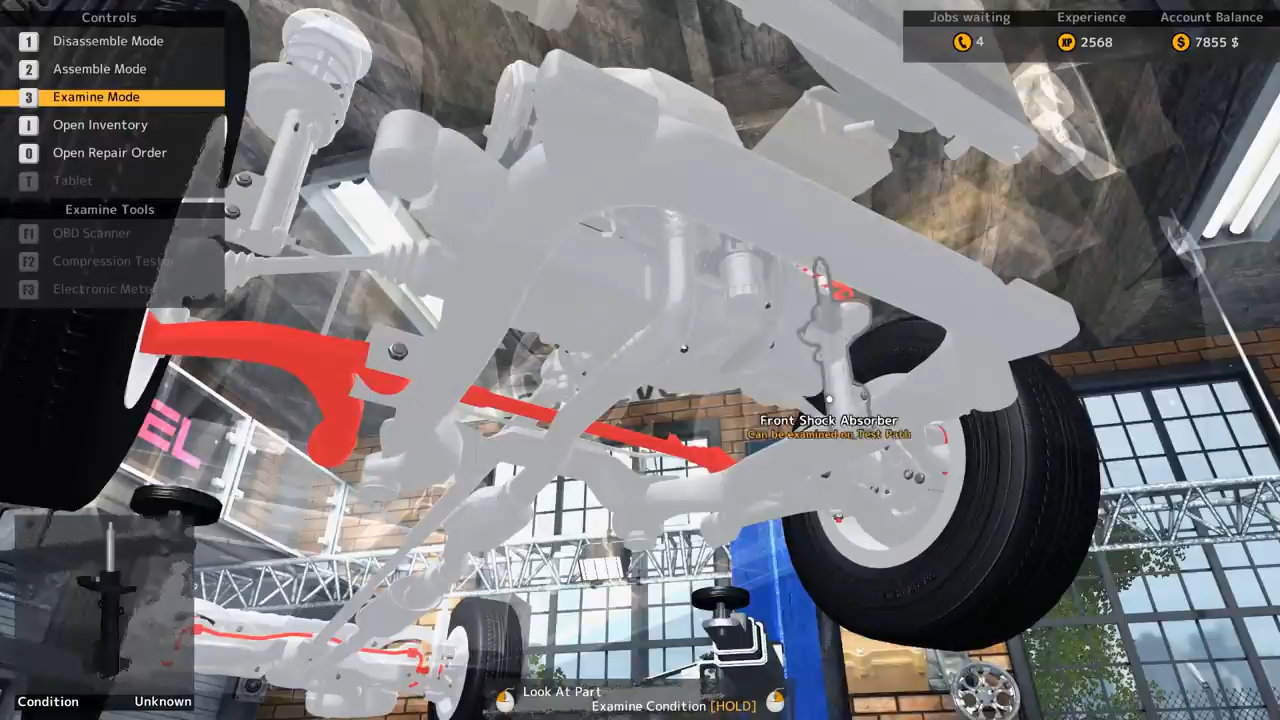 Controls
1 Disassemble Mode
2 Assemble Mode
3 Examine Mode
I Open Inventory
O Open Repair Order
T Tablet
Examine Tools
F1 OBD Scanner
F2 Compression Tester
F3 Electronic Meter
Jobs waiting Experience Account Balance
4 XP 2568 $ 7855 $
EL
Front Shock Absorber
Can be examined on Test Path
Condition Unknown
Look At Part
Examine Condition [HOLD]